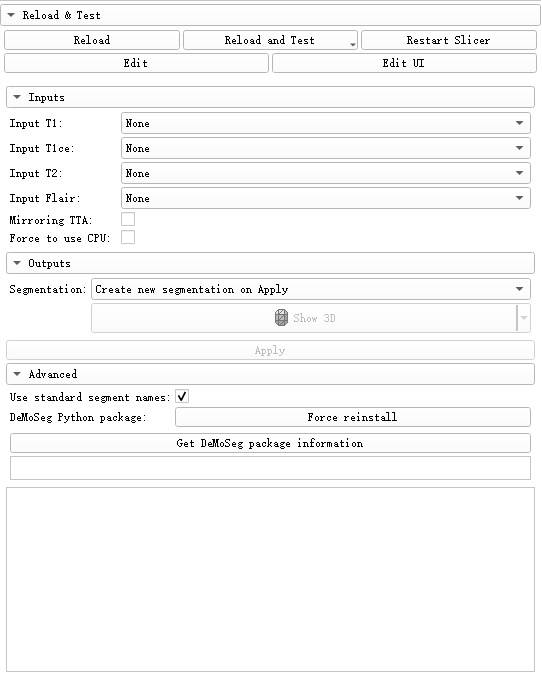 Reload & Test
Reload Reload and Test Restart Slicer
Edit Edit UI
Inputs
Input T1: None
Input T1ce: None
Input T2: None
Input Flair: None
Mirroring TTA:
Force to use CPU:
Outputs
Segmentation: Create new segmentation on Apply
Show 3D
Apply
Advanced
Use standard segment names:
DeMoSeg Python package: Force reinstall
Get DeMoSeg package information